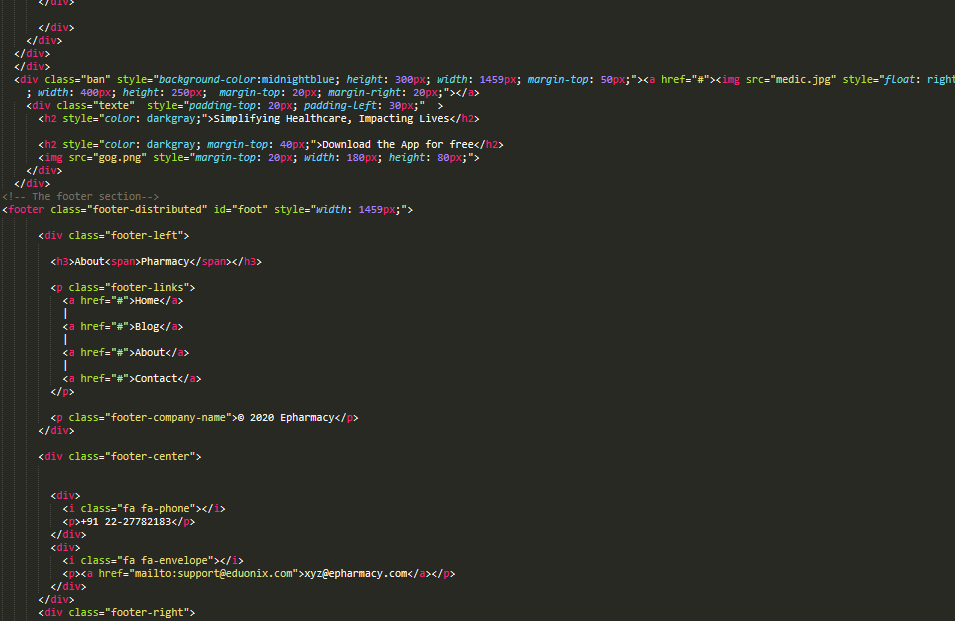 </div>
</div>
</div>
</div>
</div>
<div class="ban" style="background-color:midnightblue; height: 300px; width: 1459px; margin-top: 50px;"><a href="#"><img src="medic.jpg" style="float: right
; width: 400px; height: 250px;  margin-top: 20px; margin-right: 20px;"></a>
<div class="texte"  style="padding-top: 20px; padding-left: 30px;" >
<h2 style="color: darkgray;">Simplifying Healthcare, Impacting Lives</h2>
<h2 style="color: darkgray; margin-top: 40px;">Download the App for free</h2>
<img src="gog.png" style="margin-top: 20px; width: 180px; height: 80px;">
</div>
</div>
<!-- The footer section-->
<footer class="footer-distributed" id="foot" style="width: 1459px;">
<div class="footer-left">
<h3>About<span>Pharmacy</span></h3>
<p class="footer-links">
<a href="#">Home</a>
|
<a href="#">Blog</a>
|
<a href="#">About</a>
|
<a href="#">Contact</a>
</p>
<p class="footer-company-name">© 2020 Epharmacy</p>
</div>
<div class="footer-center">
<div>
<i class="fa fa-phone"></i>
<p>+91 22-27782183</p>
</div>
<div>
<i class="fa fa-envelope"></i>
<p><a href="mailto:support@eduonix.com">xyz@epharmacy.com</a></p>
</div>
</div>
<div class="footer-right">